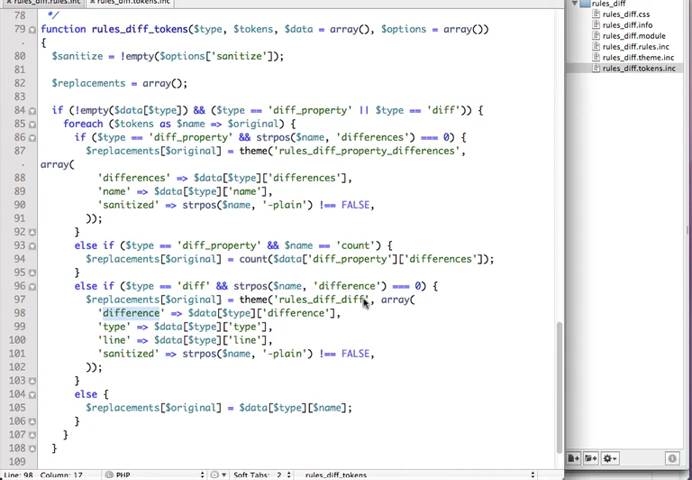 rules_diff.rules.inc rules_diff.tokens.inc
78 */
79 function rules_diff_tokens($type, $tokens, $data = array(), $options = array())
{
80 $sanitize = !empty($options['sanitize']);
81
82 $replacements = array();
83
84 if (!empty($data[$type]) && ($type == 'diff_property' || $type == 'diff')) {
85 foreach ($tokens as $name => $original) {
86 if ($type == 'diff_property' && strpos($name, 'differences') === 0) {
87 $replacements[$original] = theme('rules_diff_property_differences',
array(
88 'differences' => $data[$type]['differences'],
89 'name' => $data[$type]['name'],
90 'sanitized' => strpos($name, '-plain') !== FALSE,
91 ));
92 }
93 else if ($type == 'diff_property' && $name == 'count') {
94 $replacements[$original] = count($data['diff_property']['differences']);
95 }
96 else if ($type == 'diff' && strpos($name, 'difference') === 0) {
97 $replacements[$original] = theme('rules_diff_diff', array(
98 'difference' => $data[$type]['difference'],
99 'type' => $data[$type]['type'],
100 'line' => $data[$type]['line'],
101 'sanitized' => strpos($name, '-plain') !== FALSE,
102 ));
103 }
104 else {
105 $replacements[$original] = $data[$type][$name];
106 }
107 }
108 }
109
Line: 98 Column: 17 PHP Soft Tabs: 2 rules_diff_tokens
rules_diff
rules_diff.css
rules_diff.info
rules_diff.module
rules_diff.rules.inc
rules_diff.theme.inc
rules_diff.tokens.inc